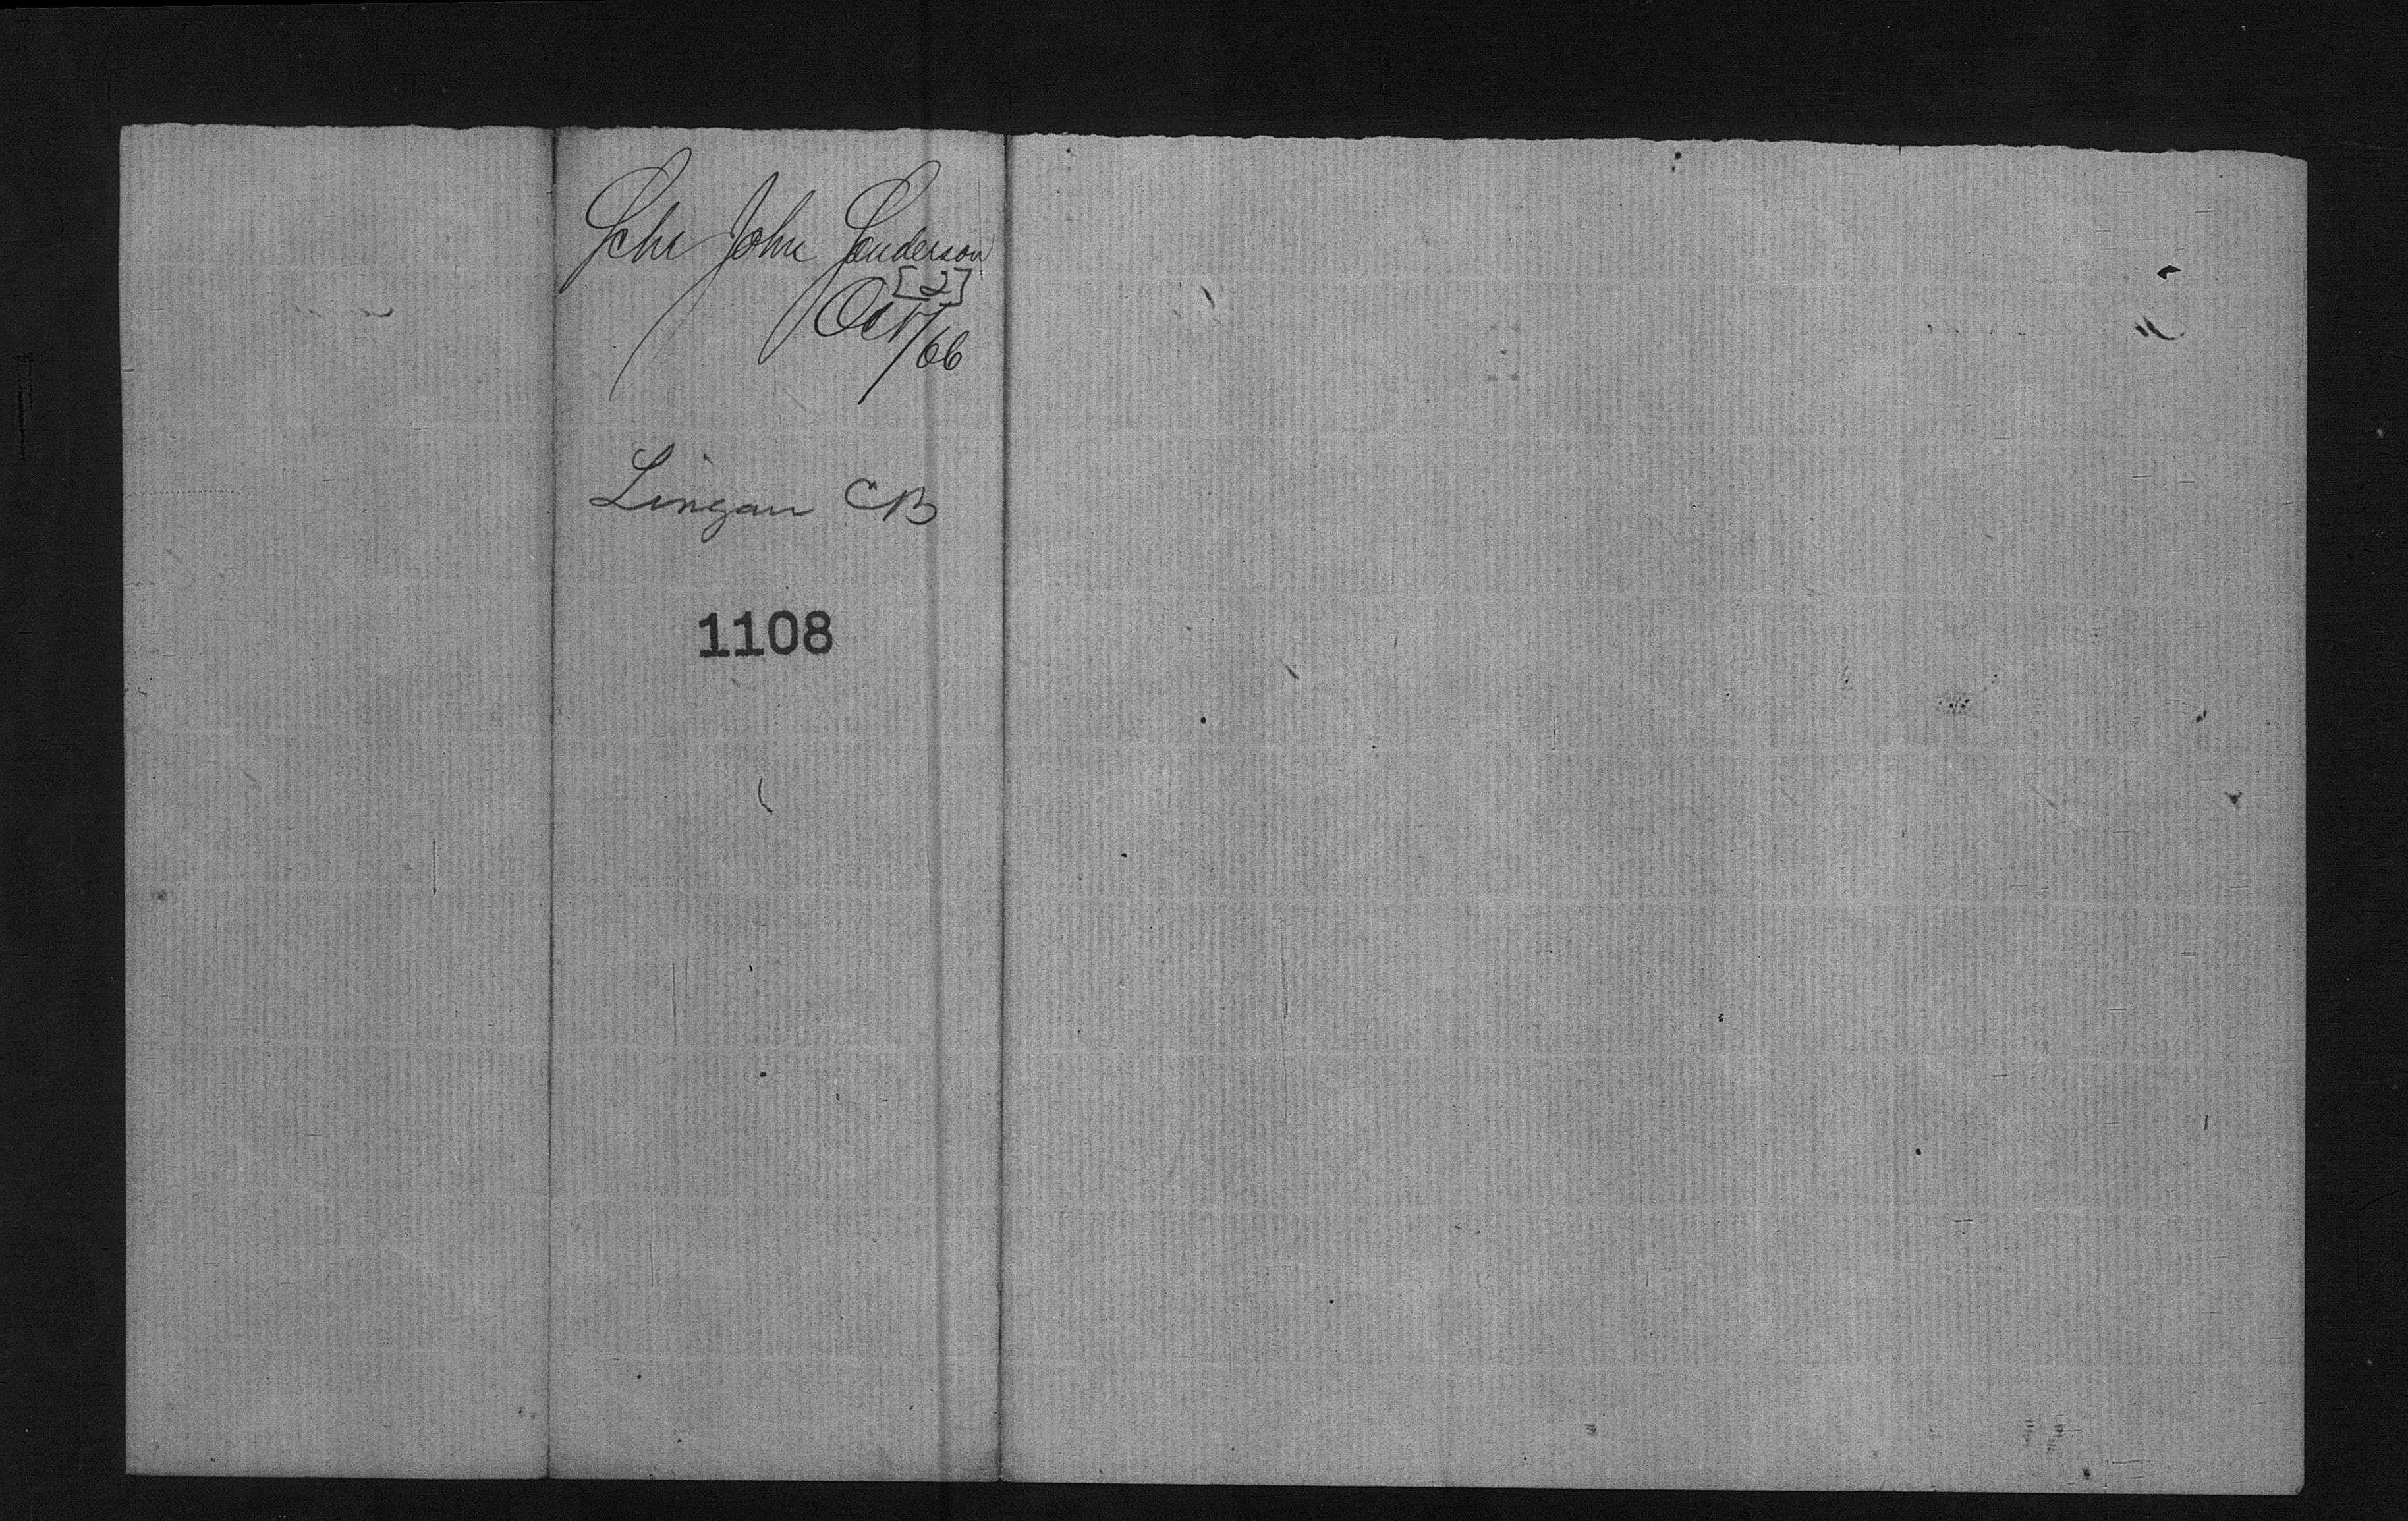 Schr John Sanderson
[2]
Oct/66
Lingan CB
1108